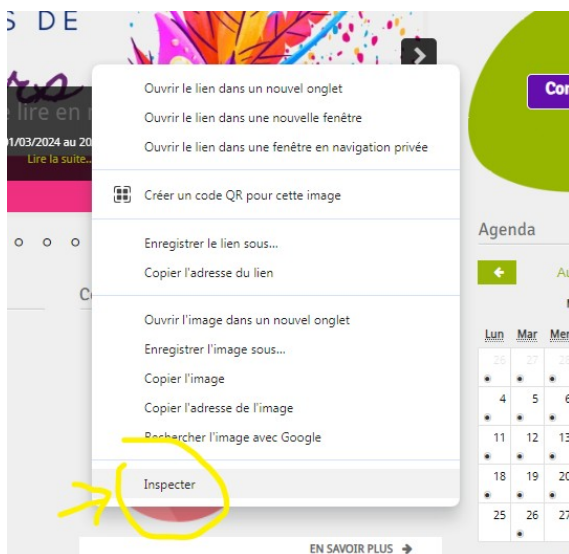 S DE
lire en
01/03/2024 au 20
Lire la suite..
Ouvrir le lien dans un nouvel onglet
Ouvrir le lien dans une nouvelle fenêtre
Ouvrir le lien dans une fenêtre en navigation privée
Créer un code QR pour cette image
Enregistrer le lien sous...
Copier l'adresse du lien
Ouvrir l'image dans un nouvel onglet
Enregistrer l'image sous...
Copier l'image
Copier l'adresse de l'image
Rechercher l'image avec Google
Inspecter
EN SAVOIR PLUS
Con
Agenda
Au
Lun Mar Mer
26 27 28
4 5 6
11 12 13
18 19 20
25 26 27